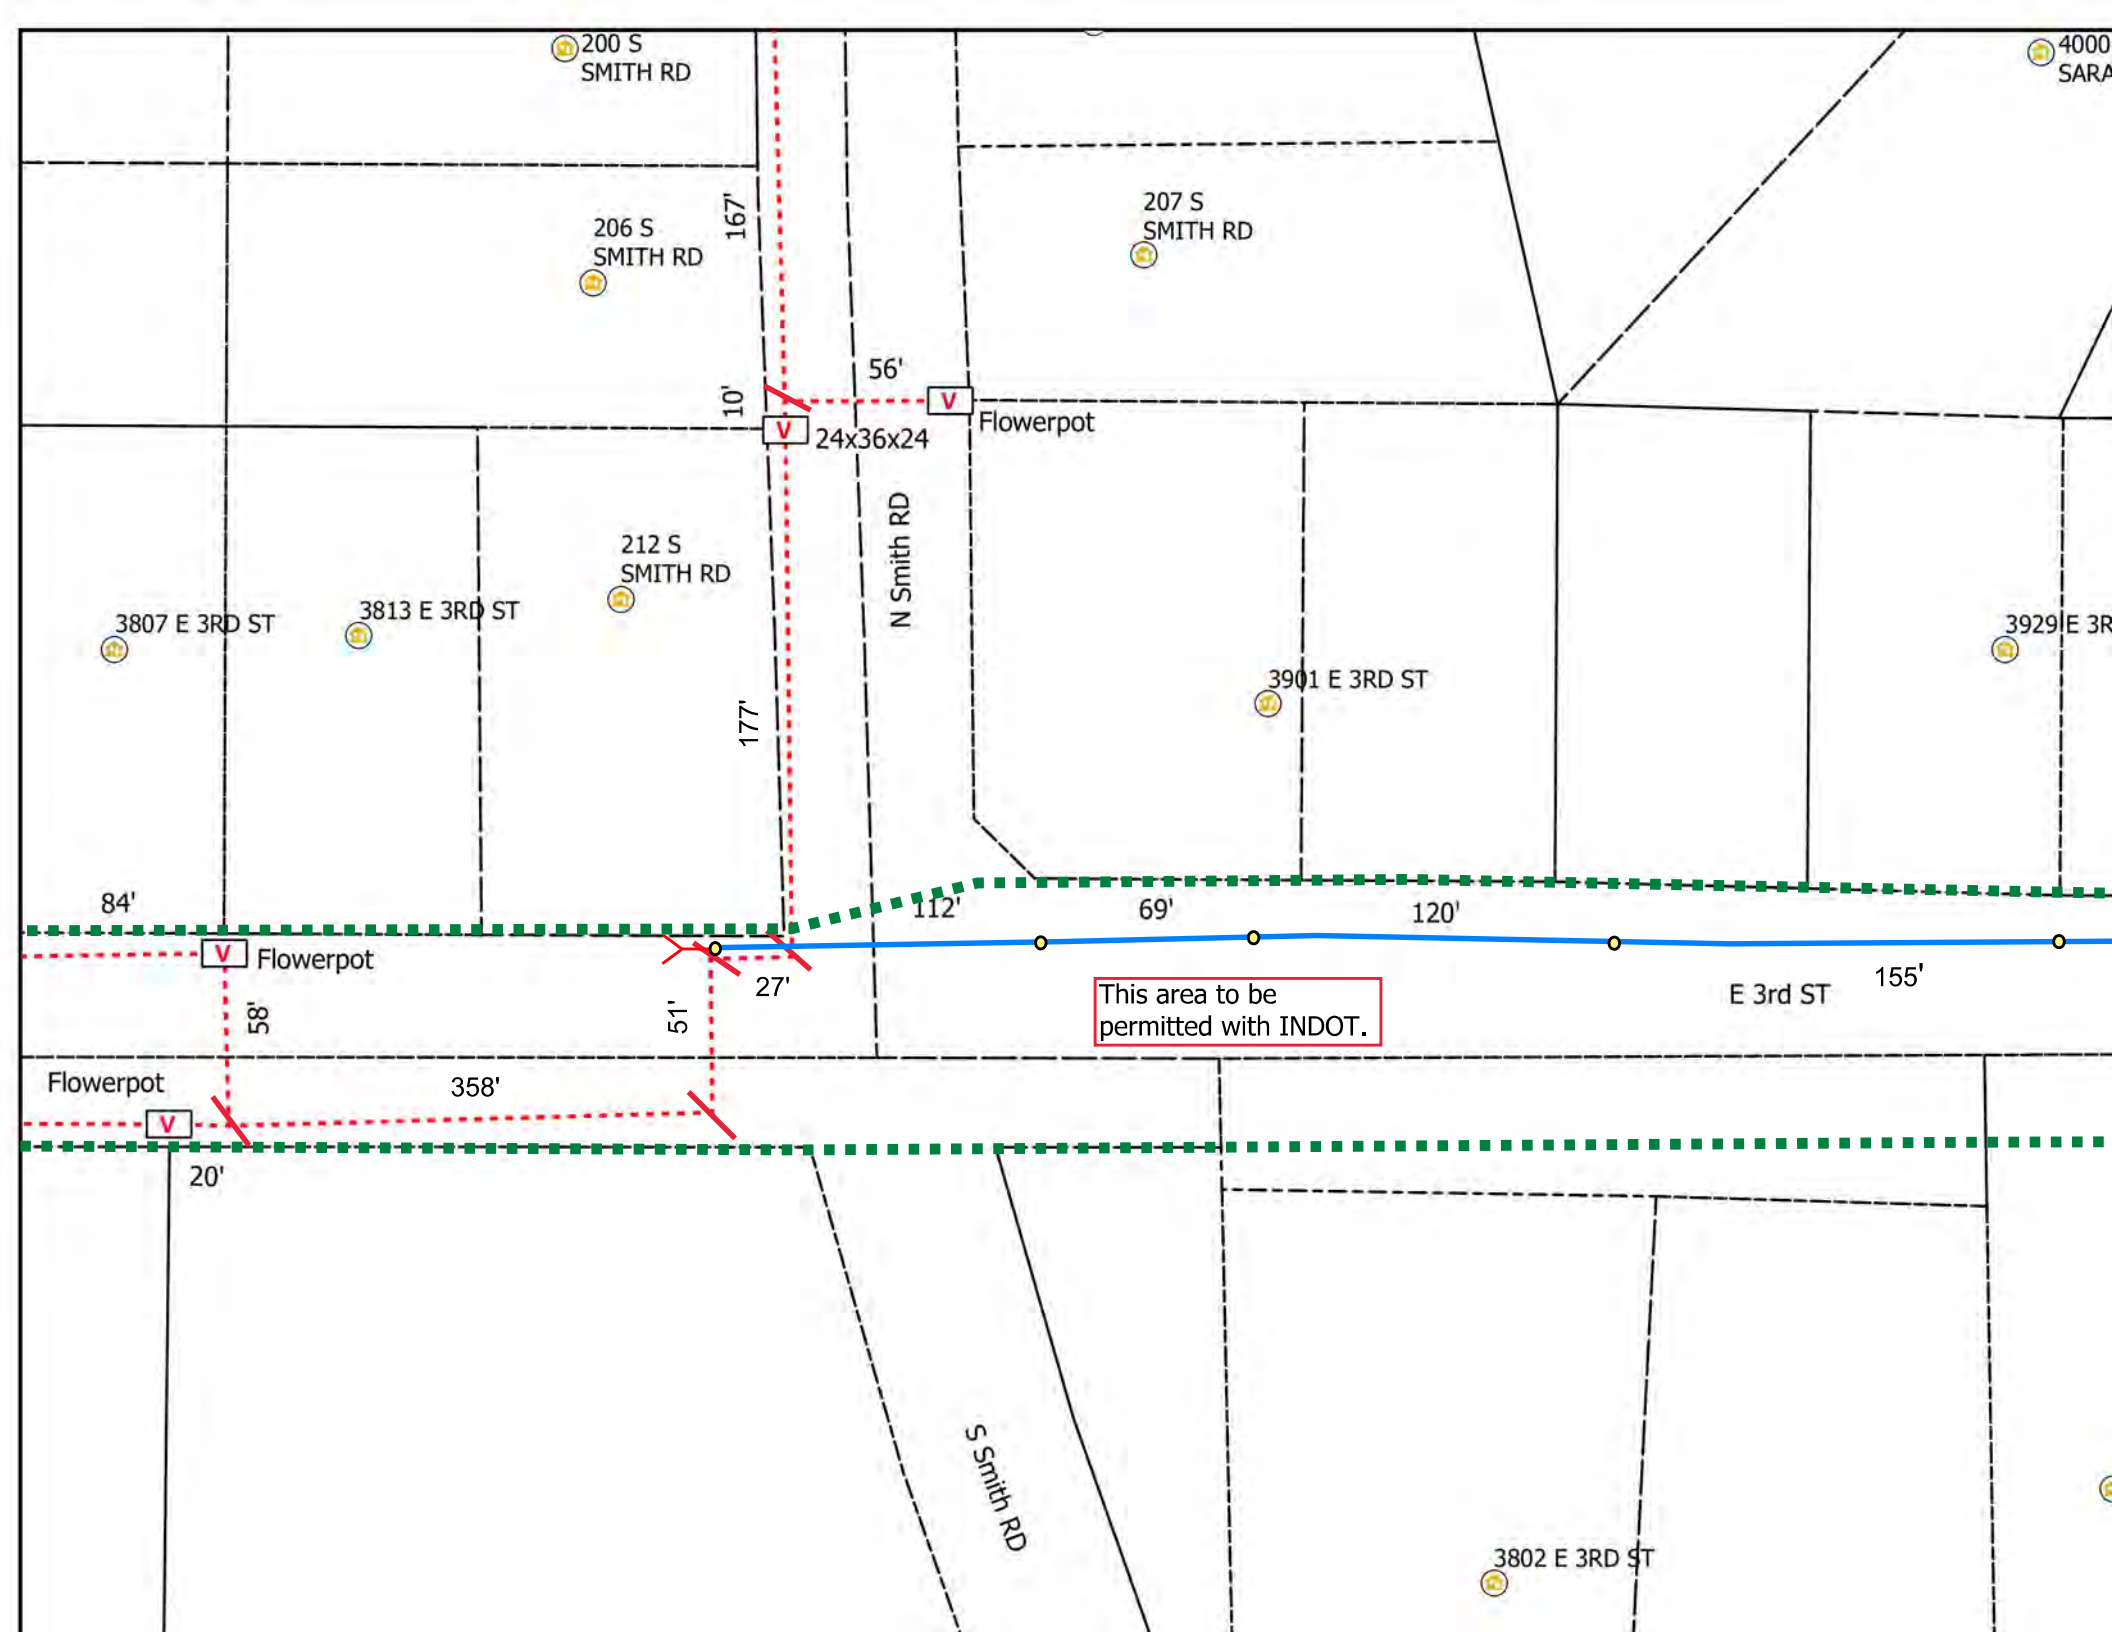 200 S
SMITH RD
4000
SARA
167'
206 S
SMITH RD
207 S
SMITH RD
56'
10'
V
Flowerpot
V
24x36x24
N Smith RD
212 S
SMITH RD
3807 E 3RD ST
3813 E 3RD ST
3929 E 3R
3901 E 3RD ST
177'
84'
112'
69'
120'
V
Flowerpot
27'
155'
This area to be
permitted with INDOT.
E 3rd ST
58'
51'
Flowerpot
358'
V
20'
S Smith RD
3802 E 3RD ST